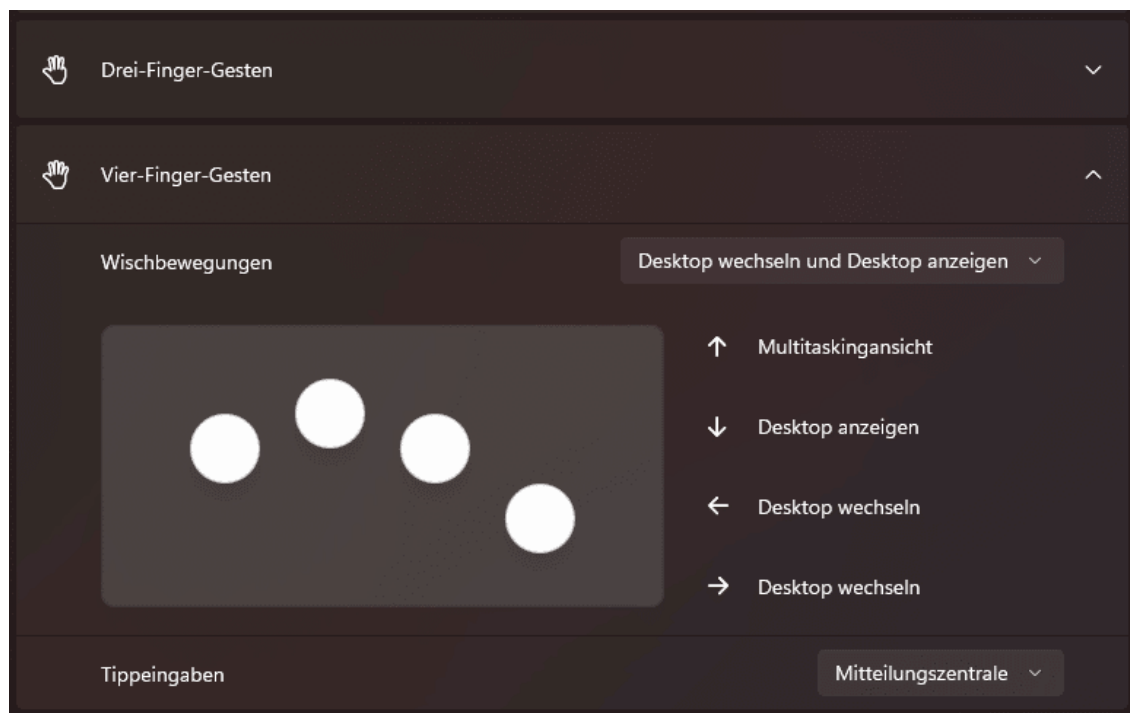 Drei-Finger-Gesten
Vier-Finger-Gesten
Wischbewegungen
Desktop wechseln und Desktop anzeigen
Multitaskingansicht
Desktop anzeigen
Desktop wechseln
Desktop wechseln
Tippeingaben
Mitteilungszentrale